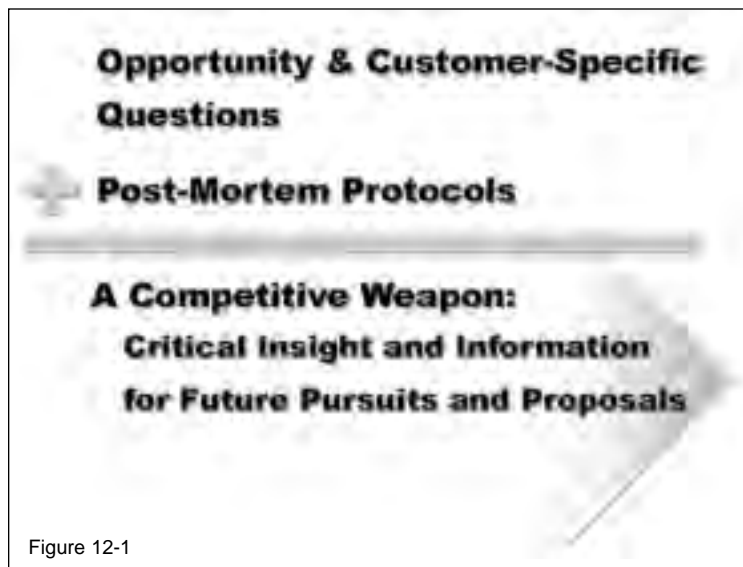 Opportunity & Customer-Specific
Questions
Post-Mortem Protocols
A Competitive Weapon:
Critical Insight and Information
for Future Pursuits and Proposals
Figure 12-1